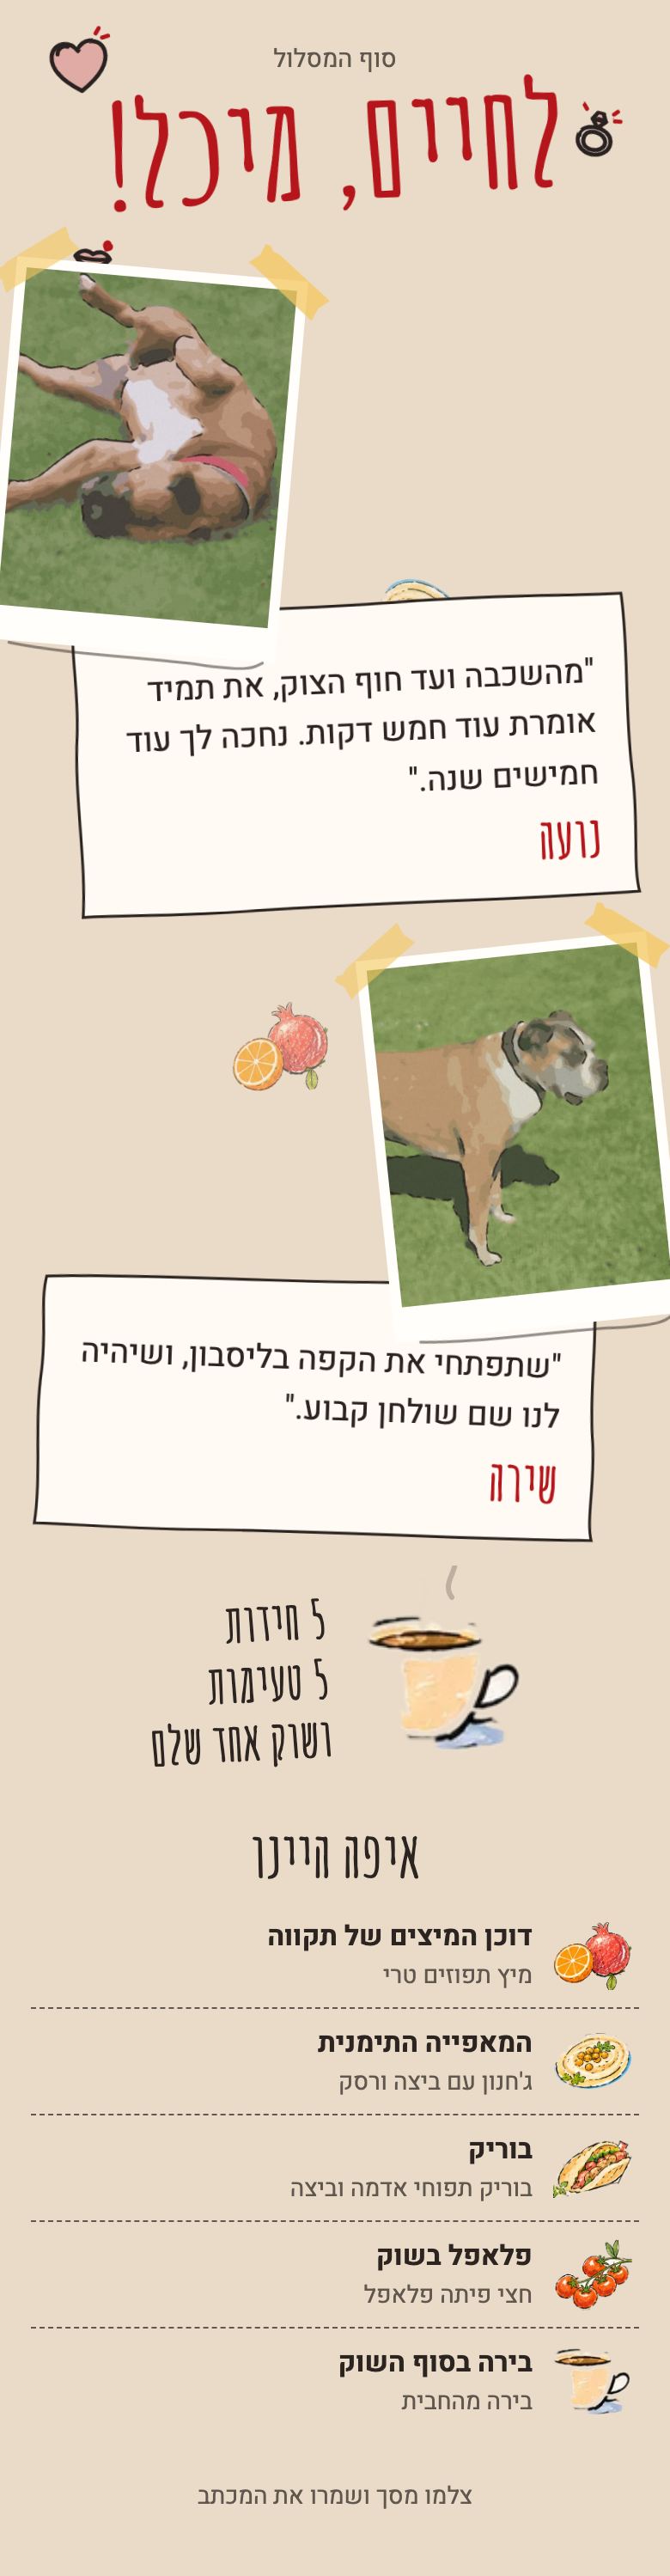 סוף המסלול
לחיים, מיכל!
"מהשכבה ועד חוף הצוק, את תמיד
אומרת עוד חמש דקות. נחכה לך עוד
חמישים שנה."
נועה
"שתפתחי את הקפה בליסבון, ושיהיה
לנו שם שולחן קבוע."
שירה
5 חידות
5 טעימות
ושוק אחד שלם
איפה היינו
דוכן המיצים של תקווה
מיץ תפוזים טרי
המאפייה התימנית
ג'חנון עם ביצה ורסק
בוריק
בוריק תפוחי אדמה וביצה
פלאפל בשוק
חצי פיתה פלאפל
בירה בסוף השוק
בירה מהחבית
צלמו מסך ושמרו את המכתב